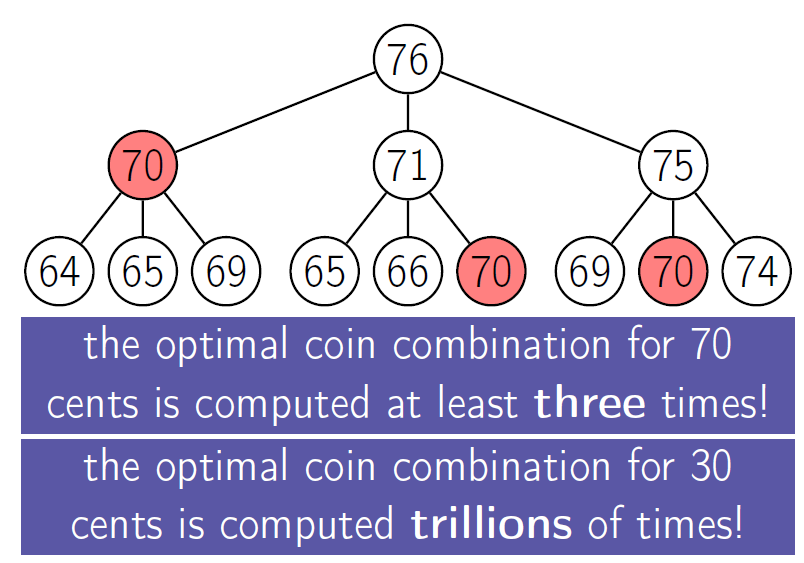 76
70 71 75
64 65 69 65 66 70 69 70 74
the optimal coin combination for 70
cents is computed at least three times!
the optimal coin combination for 30
cents is computed trillions of times!